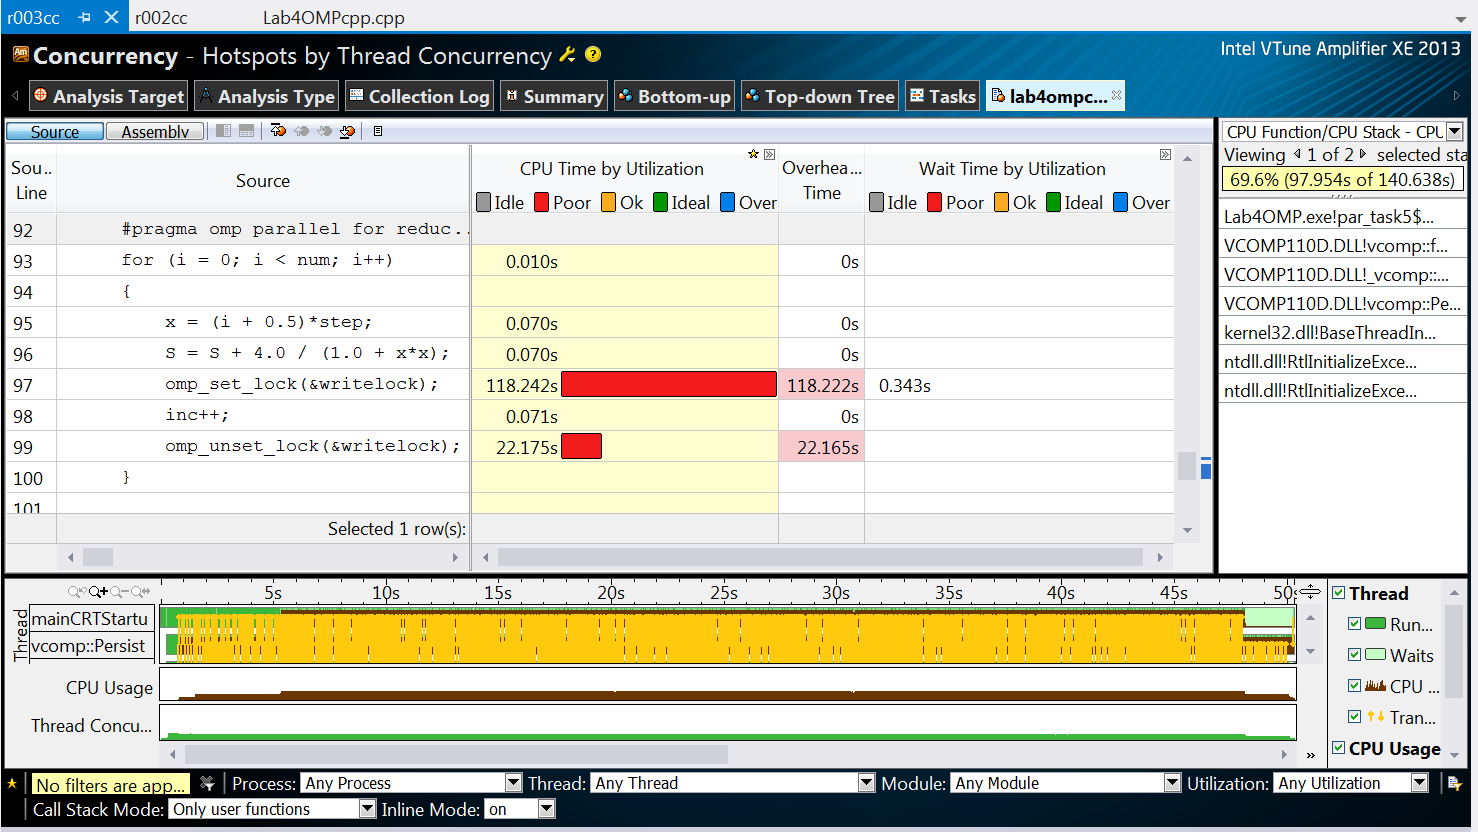 r003cc r002cc Lab4OMPcpp.cpp
Am Concurrency - Hotspots by Thread Concurrency ? Intel VTune Amplifier XE 2013
Analysis Target Analysis Type Collection Log Summary Bottom-up Top-down Tree Tasks lab4ompc...
Source Assembly
CPU Function/CPU Stack - CPU
Viewing 1 of 2 selected sta
69.6% (97.954s of 140.638s)
Lab4OMP.exe!par_task5$...
VCOMP110D.DLL!vcomp::f...
VCOMP110D.DLL!_vcomp::...
VCOMP110D.DLL!vcomp::Pe...
kernel32.dll!BaseThreadIn...
ntdll.dll!RtlInitializeExce...
ntdll.dll!RtlInitializeExce...
Sou.. Line Source CPU Time by Utilization Overhea... Time Wait Time by Utilization
Idle Poor Ok Ideal Over Idle Poor Ok Ideal Over
92 #pragma omp parallel for reduc..
93 for (i = 0; i < num; i++) 0.010s 0s
94 {
95 x = (i + 0.5)*step; 0.070s 0s
96 S = S + 4.0 / (1.0 + x*x); 0.070s 0s
97 omp_set_lock(&writelock); 118.242s 118.222s 0.343s
98 inc++; 0.071s 0s
99 omp_unset_lock(&writelock); 22.175s 22.165s
100 }
101
Selected 1 row(s):
5s 10s 15s 20s 25s 30s 35s 40s 45s 50s
Thread
mainCRTStartu
vcomp::Persist
CPU Usage
Thread Concu...
Thread
Run...
Waits
CPU ...
Tran...
CPU Usage
No filters are app... Process: Any Process Thread: Any Thread Module: Any Module Utilization: Any Utilization
Call Stack Mode: Only user functions Inline Mode: on